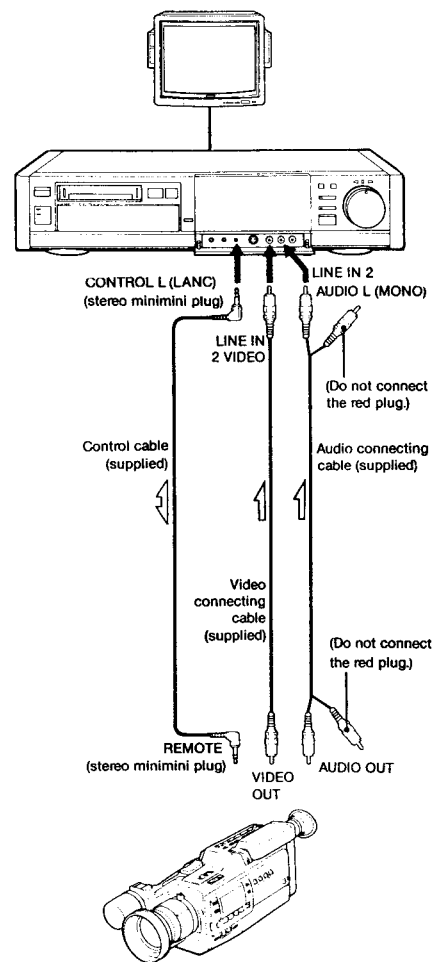 CONTROL L (LANC)
(stereo minimini plug)
LINE IN
2 VIDEO
LINE IN 2
AUDIO L (MONO)
(Do not connect
the red plug.)
Control cable
(supplied)
Audio connecting
cable (supplied)
Video
connecting
cable
(supplied)
(Do not connect
the red plug.)
REMOTE
(stereo minimini plug)
VIDEO
OUT
AUDIO OUT